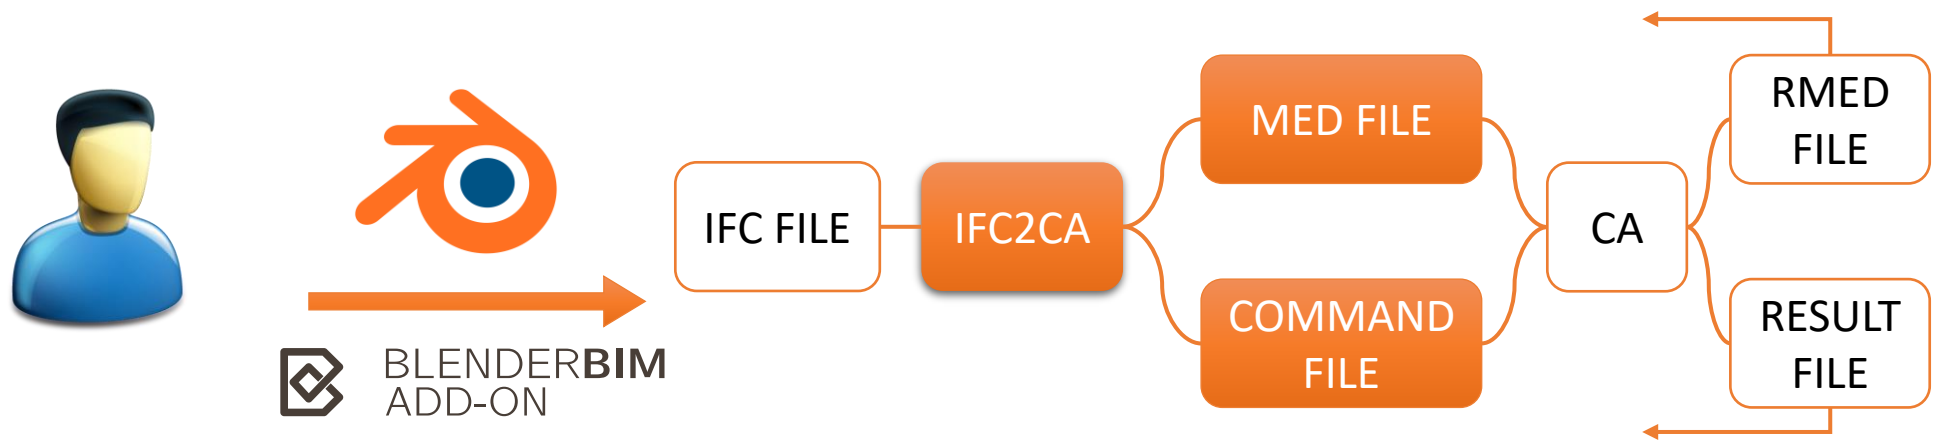 BLENDERBIM
ADD-ON
IFC FILE
IFC2CA
MED FILE
COMMAND
FILE
CA
RMED
FILE
RESULT
FILE